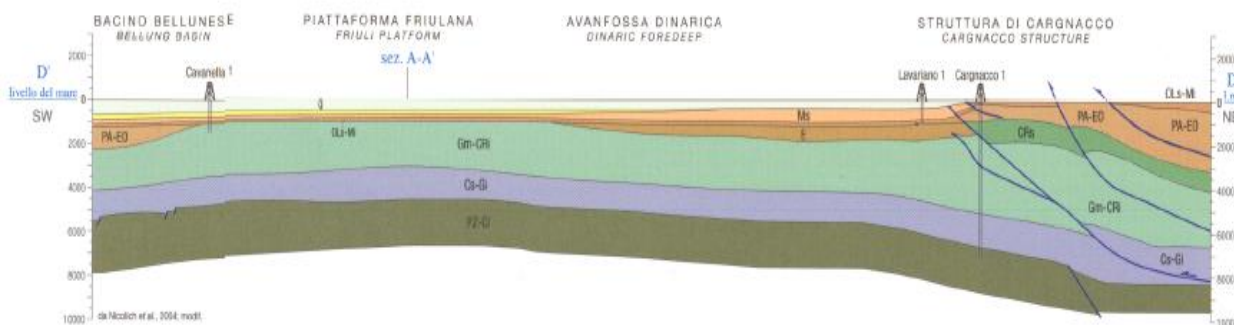 BACINO BELLUNESE
BELLUNO BASIN
PIATTAFORMA FRIULANA
FRIULI PLATFORM
AVANFOSSA DINARICA
DINARIC FOREDEEP
STRUTTURA DI CARGNACCO
CARGNACCO STRUCTURE
sez. A-A'
D'
livello del mare
SW
2000
0
2000
4000
6000
8000
10000
Cavanella 1
Lavariano 1
Cargnacco 1
Q
OLs-Mi
Ms
E
PA-EO
Gm-CRi
Cs-Gi
PZ-Ci
CRs
PA-EO
OLs-Mi
PA-EO
Gm-CRi
Cs-Gi
D
2000
0
2000
4000
6000
8000
10000
da Nicolich et al., 2004; modif.